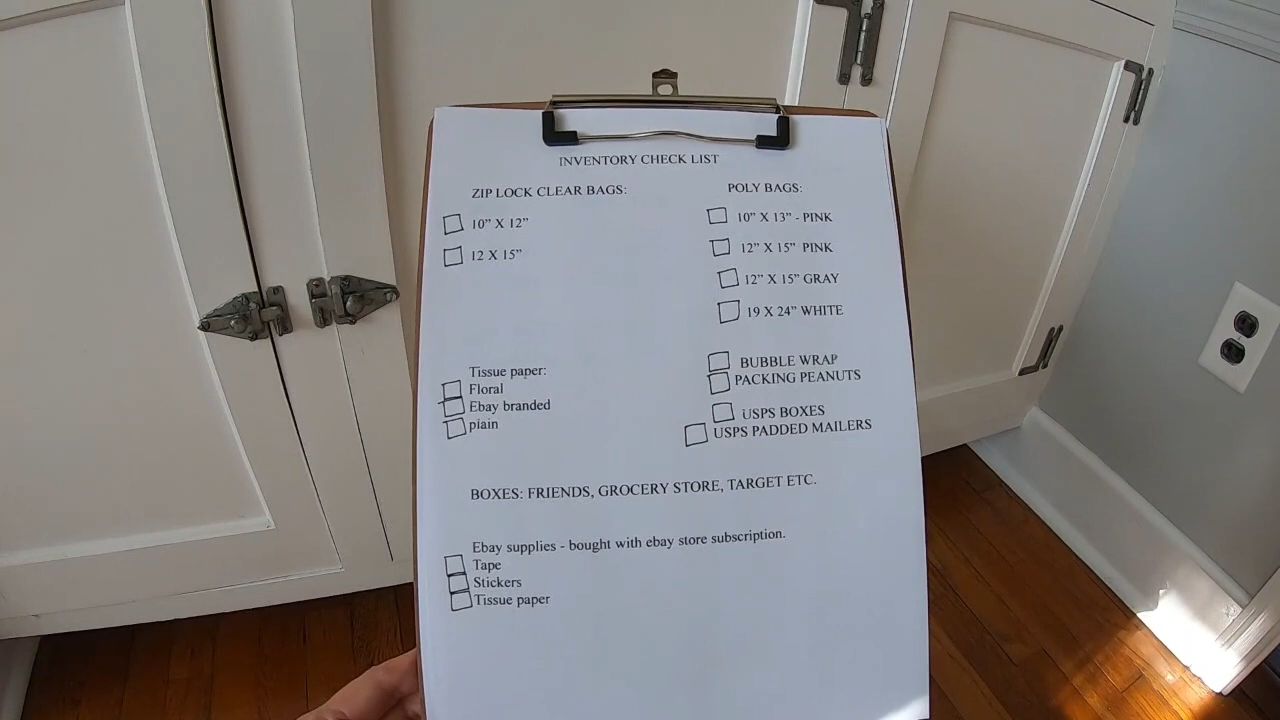 INVENTORY CHECK LIST
ZIP LOCK CLEAR BAGS:
10” X 12”
12 X 15”
POLY BAGS:
10” X 13” - PINK
12” X 15” PINK
12” X 15” GRAY
19 X 24” WHITE
Tissue paper:
Floral
Ebay branded
plain
BUBBLE WRAP
PACKING PEANUTS
USPS BOXES
USPS PADDED MAILERS
BOXES: FRIENDS, GROCERY STORE, TARGET ETC.
Ebay supplies - bought with ebay store subscription.
Tape
Stickers
Tissue paper